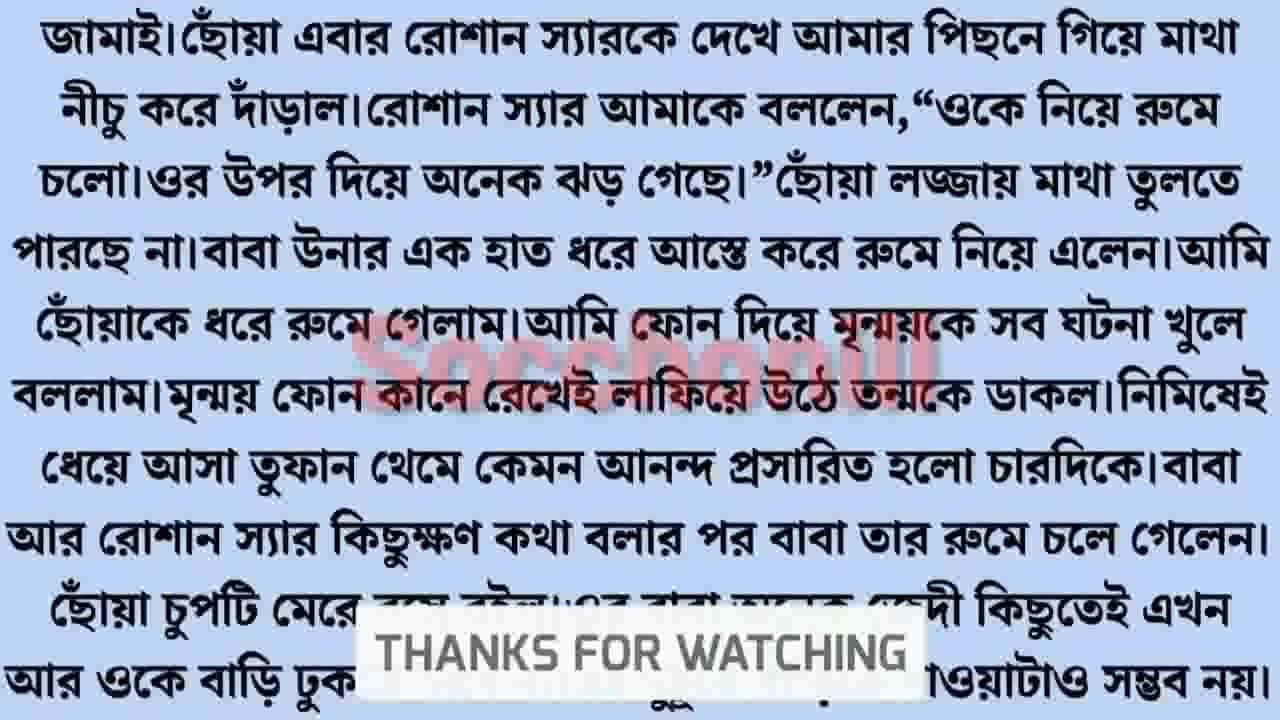 জামাই।ছোঁয়া এবার রোশান স্যারকে দেখে আমার পিছনে গিয়ে মাথা
নীচু করে দাঁড়াল।রোশান স্যার আমাকে বললেন,“ওকে নিয়ে রুমে
চলো।ওর উপর দিয়ে অনেক ঝড় গেছে।”ছোঁয়া লজ্জায় মাথা তুলতে
পারছে না।বাবা উনার এক হাত ধরে আস্তে করে রুমে নিয়ে এলেন।আমি
ছোঁয়াকে ধরে রুমে গেলাম।আমি ফোন দিয়ে মৃন্ময়কে সব ঘটনা খুলে
বললাম।মৃন্ময় ফোন কানে রেখেই লাফিয়ে উঠে তন্মকে ডাকল।নিমিষেই
ধেয়ে আসা তুফান থেমে কেমন আনন্দ প্রসারিত হলো চারদিকে।বাবা
আর রোশান স্যার কিছুক্ষণ কথা বলার পর বাবা তার রুমে চলে গেলেন।
ছোঁয়া চুপটি মেরে কিছুতেই এখন
THANKS FOR WATCHING
আর ওকে বাড়ি সম্ভব নয়।